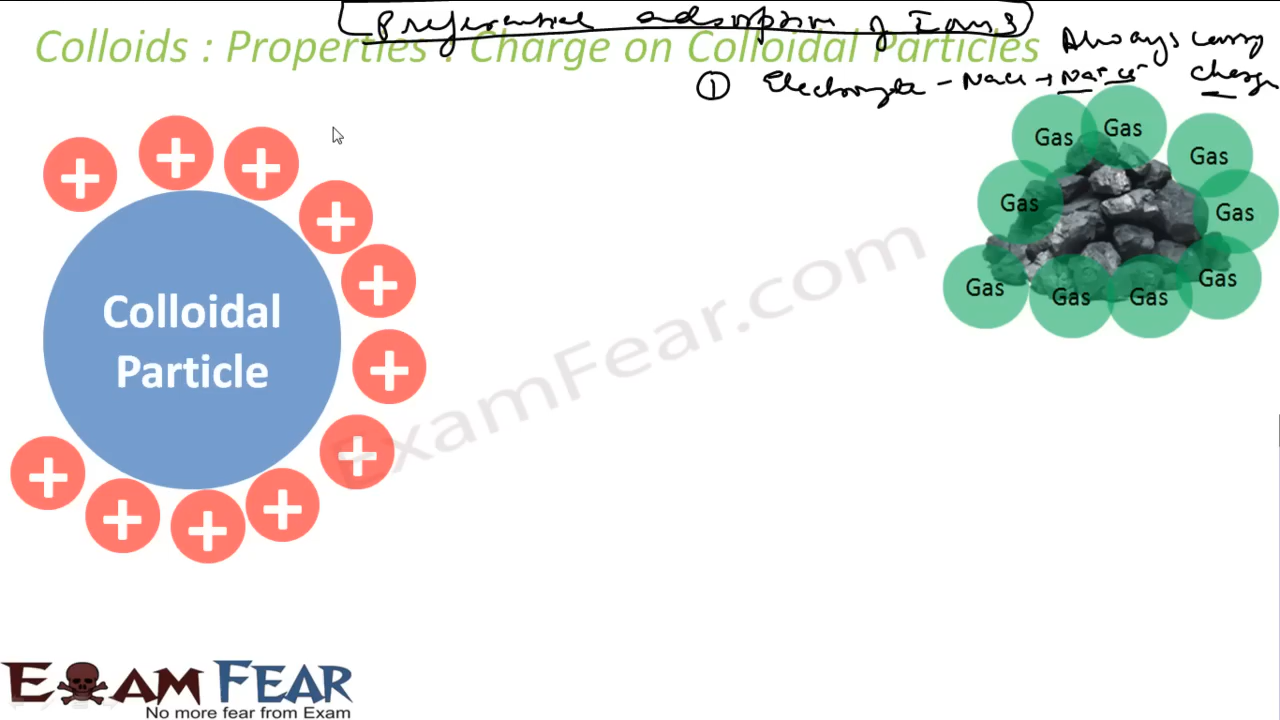 Preferential adsorption of Ions
Colloids : Properties : Charge on Colloidal Particles
Always carry
charge
① Electrolyte - NaCl → Na⁺ Cl⁻
+
+
+
+
+
+
+
+
+
+
+
Colloidal
Particle
Gas
Gas
Gas
Gas
Gas
Gas
Gas
Gas
Gas
ExamFear.com
EXAM FEAR
No more fear from Exam